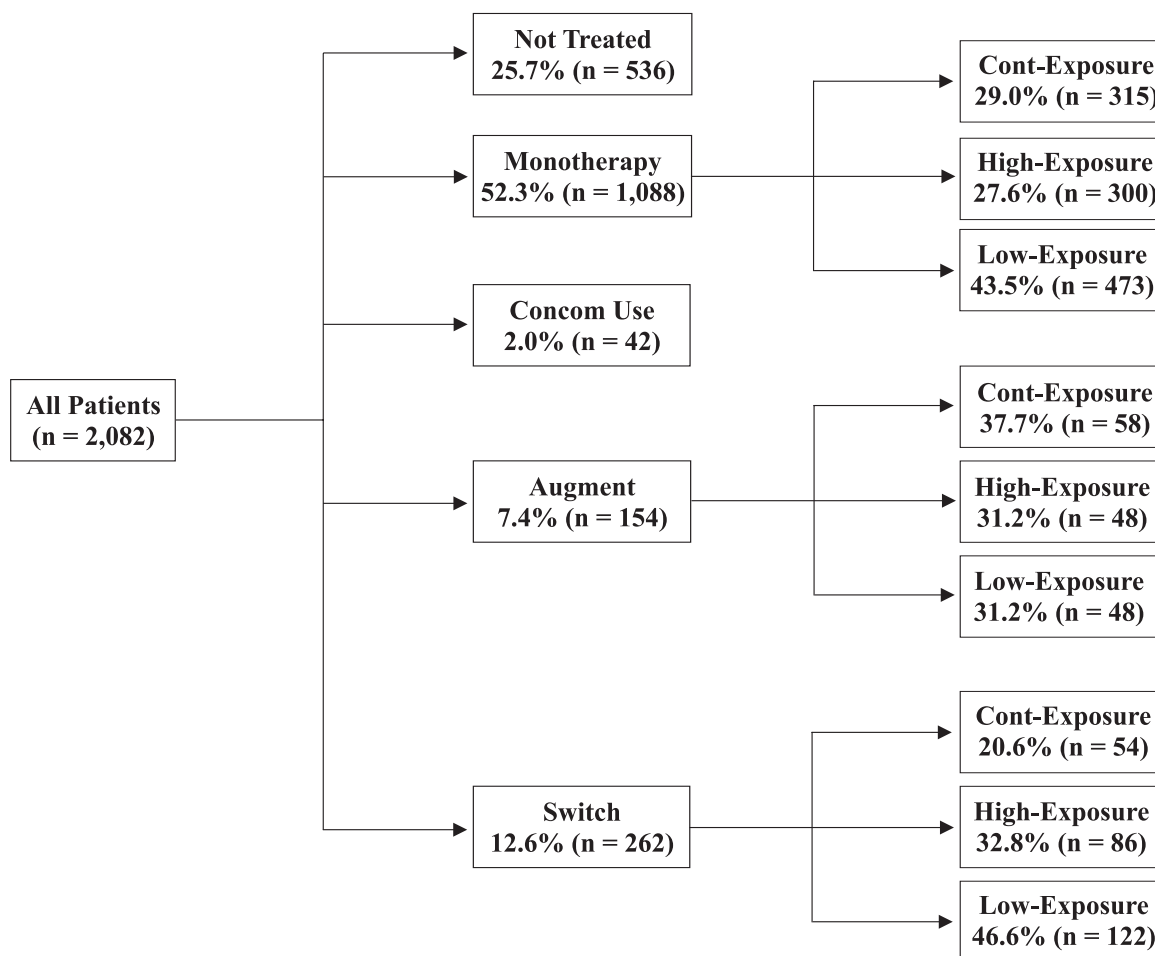 All Patients
(n = 2,082)
Not Treated
25.7% (n = 536)
Monotherapy
52.3% (n = 1,088)
Cont-Exposure
29.0% (n = 315)
High-Exposure
27.6% (n = 300)
Low-Exposure
43.5% (n = 473)
Concom Use
2.0% (n = 42)
Augment
7.4% (n = 154)
Cont-Exposure
37.7% (n = 58)
High-Exposure
31.2% (n = 48)
Low-Exposure
31.2% (n = 48)
Switch
12.6% (n = 262)
Cont-Exposure
20.6% (n = 54)
High-Exposure
32.8% (n = 86)
Low-Exposure
46.6% (n = 122)